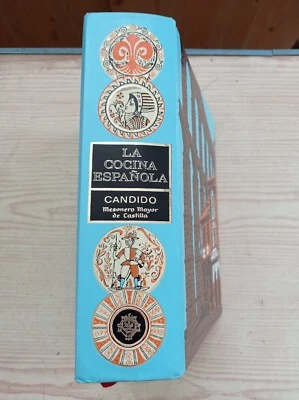 LA
COCINA
ESPAÑOLA
CANDIDO
Mesonero Mayor
de Castilla